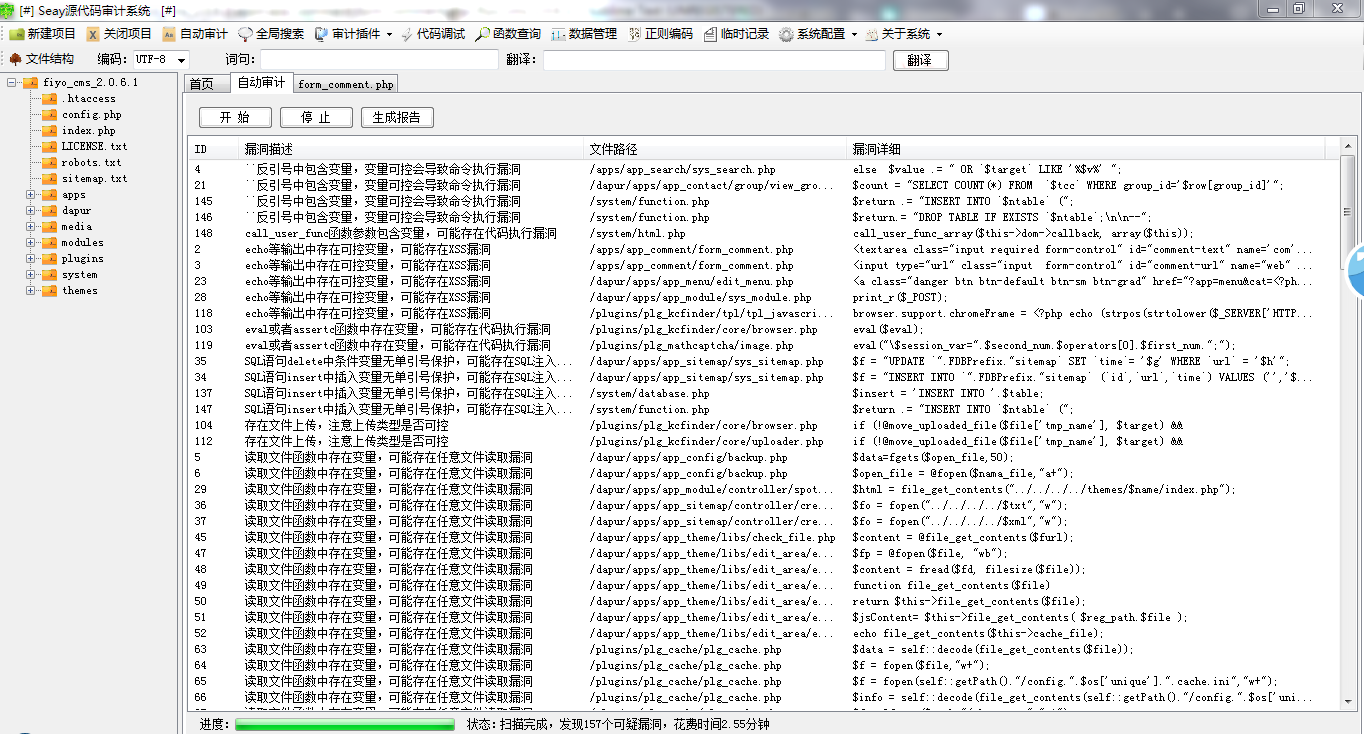 [#] Seay源代码审计系统 [#]
新建项目 关闭项目 自动审计 全局搜索 审计插件 代码调试 函数查询 数据管理 正则编码 临时记录 系统配置 关于系统
文件结构 编码: UTF-8 词句: 翻译: 翻译
fiyo_cms_2.0.6.1
.htaccess
config.php
index.php
LICENSE.txt
robots.txt
sitemap.txt
apps
dapur
media
modules
plugins
system
themes
首页 自动审计 form_comment.php
开 始 停 止 生成报告
ID 漏洞描述 文件路径 漏洞详细
4 ``反引号中包含变量，变量可控会导致命令执行漏洞 /apps/app_search/sys_search.php else $value .= " OR `$target` LIKE '%$v%' ";
21 ``反引号中包含变量，变量可控会导致命令执行漏洞 /dapur/apps/app_contact/group/view_gro... $count = "SELECT COUNT(*) FROM `$tcc` WHERE group_id='$row[group_id]'";
145 ``反引号中包含变量，变量可控会导致命令执行漏洞 /system/function.php $return .= "INSERT INTO `$ntable` (";
146 ``反引号中包含变量，变量可控会导致命令执行漏洞 /system/function.php $return.= "DROP TABLE IF EXISTS `$ntable`;\n\n--";
148 call_user_func函数参数包含变量，可能存在代码执行漏洞 /system/html.php call_user_func_array($this->dom->callback, array($this));
2 echo等输出中存在可控变量，可能存在XSS漏洞 /apps/app_comment/form_comment.php <textarea class="input required form-control" id="comment-text" name='com'...
3 echo等输出中存在可控变量，可能存在XSS漏洞 /apps/app_comment/form_comment.php <input type="url" class="input  form-control" id="comment-url" name="web" ...
23 echo等输出中存在可控变量，可能存在XSS漏洞 /dapur/apps/app_menu/edit_menu.php <a class="danger btn btn-default btn-sm btn-grad" href="?app=menu&cat=<?ph...
28 echo等输出中存在可控变量，可能存在XSS漏洞 /dapur/apps/app_module/sys_module.php print_r($_POST);
118 echo等输出中存在可控变量，可能存在XSS漏洞 /plugins/plg_kcfinder/tpl/tpl_javascri... browser.support.chromeFrame = <?php echo (strpos(strtolower($_SERVER['HTTP...
103 eval或者assertc函数中存在变量，可能存在代码执行漏洞 /plugins/plg_kcfinder/core/browser.php eval($eval);
119 eval或者assertc函数中存在变量，可能存在代码执行漏洞 /plugins/plg_mathcaptcha/image.php eval("\$session_var=".$second_num.$operators[0].$first_num.";");
35 SQL语句delete中条件变量无单引号保护，可能存在SQL注入... /dapur/apps/app_sitemap/sys_sitemap.php $f = "UPDATE `".FDBPrefix."sitemap` SET `time`= '$g' WHERE `url` = '$h'";
34 SQL语句insert中插入变量无单引号保护，可能存在SQL注入... /dapur/apps/app_sitemap/sys_sitemap.php $f = "INSERT INTO `".FDBPrefix."sitemap` (`id`,`url`,`time`) VALUES ('','$...
137 SQL语句insert中插入变量无单引号保护，可能存在SQL注入... /system/database.php $insert = 'INSERT INTO '.$table;
147 SQL语句insert中插入变量无单引号保护，可能存在SQL注入... /system/function.php $return .= "INSERT INTO `$ntable` (";
104 存在文件上传，注意上传类型是否可控 /plugins/plg_kcfinder/core/browser.php if (!@move_uploaded_file($file['tmp_name'], $target) &&
112 存在文件上传，注意上传类型是否可控 /plugins/plg_kcfinder/core/uploader.php if (!@move_uploaded_file($file['tmp_name'], $target) &&
5 读取文件函数中存在变量，可能存在任意文件读取漏洞 /dapur/apps/app_config/backup.php $data=fgets($open_file,50);
6 读取文件函数中存在变量，可能存在任意文件读取漏洞 /dapur/apps/app_config/backup.php $open_file = @fopen($nama_file,"a+");
29 读取文件函数中存在变量，可能存在任意文件读取漏洞 /dapur/apps/app_module/controller/spot... $html = file_get_contents("../../../../themes/$name/index.php");
36 读取文件函数中存在变量，可能存在任意文件读取漏洞 /dapur/apps/app_sitemap/controller/cre... $fo = fopen("../../../../$txt","w");
37 读取文件函数中存在变量，可能存在任意文件读取漏洞 /dapur/apps/app_sitemap/controller/cre... $fo = fopen("../../../../$xml","w");
45 读取文件函数中存在变量，可能存在任意文件读取漏洞 /dapur/apps/app_theme/libs/check_file.php $content = @file_get_contents($furl);
47 读取文件函数中存在变量，可能存在任意文件读取漏洞 /dapur/apps/app_theme/libs/edit_area/e... $fp = @fopen($file, "wb");
48 读取文件函数中存在变量，可能存在任意文件读取漏洞 /dapur/apps/app_theme/libs/edit_area/e... $content = fread($fd, filesize($file));
49 读取文件函数中存在变量，可能存在任意文件读取漏洞 /dapur/apps/app_theme/libs/edit_area/e... function file_get_contents($file)
50 读取文件函数中存在变量，可能存在任意文件读取漏洞 /dapur/apps/app_theme/libs/edit_area/e... return $this->file_get_contents($file);
51 读取文件函数中存在变量，可能存在任意文件读取漏洞 /dapur/apps/app_theme/libs/edit_area/e... $jsContent= $this->file_get_contents( $reg_path.$file );
52 读取文件函数中存在变量，可能存在任意文件读取漏洞 /dapur/apps/app_theme/libs/edit_area/e... echo file_get_contents($this->cache_file);
63 读取文件函数中存在变量，可能存在任意文件读取漏洞 /plugins/plg_cache/plg_cache.php $data = self::decode(file_get_contents($file));
64 读取文件函数中存在变量，可能存在任意文件读取漏洞 /plugins/plg_cache/plg_cache.php $f = fopen($file,"w+");
65 读取文件函数中存在变量，可能存在任意文件读取漏洞 /plugins/plg_cache/plg_cache.php $f = fopen(self::getPath()."/config.".$os['unique'].".cache.ini","w+");
66 读取文件函数中存在变量，可能存在任意文件读取漏洞 /plugins/plg_cache/plg_cache.php $info = self::decode(file_get_contents(self::getPath()."/config.".$os['uni...
进度: 状态: 扫描完成，发现157个可疑漏洞，花费时间2.55分钟